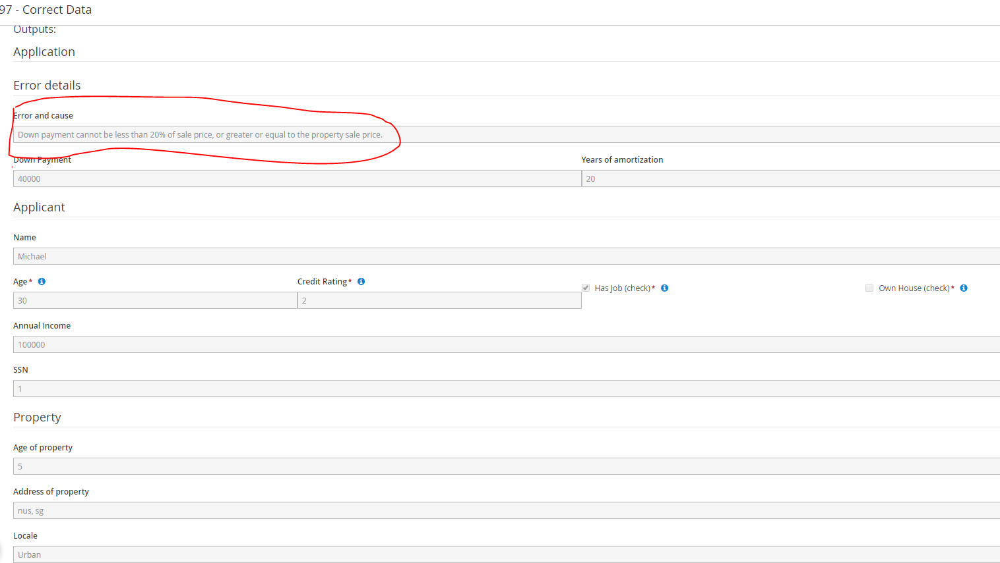 97 - Correct Data
Outputs:
Application
Error details
Error and cause
Down payment cannot be less than 20% of sale price, or greater or equal to the property sale price.
Down Payment Years of amortization
40000 20
Applicant
Name
Michael
Age* Credit Rating* Has Job (check)* Own House (check)*
30 2
Annual Income
100000
SSN
1
Property
Age of property
5
Address of property
nus, sg
Locale
Urban